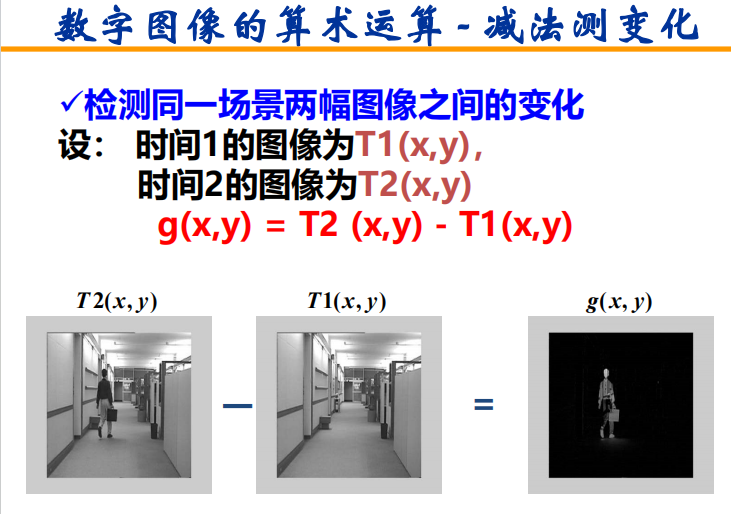 数字图像的算术运算-减法测变化
✓检测同一场景两幅图像之间的变化
设： 时间1的图像为T1(x,y)，
时间2的图像为T2(x,y)
g(x,y) = T2 (x,y) - T1(x,y)
T2(x, y) T1(x, y) g(x, y)
— =